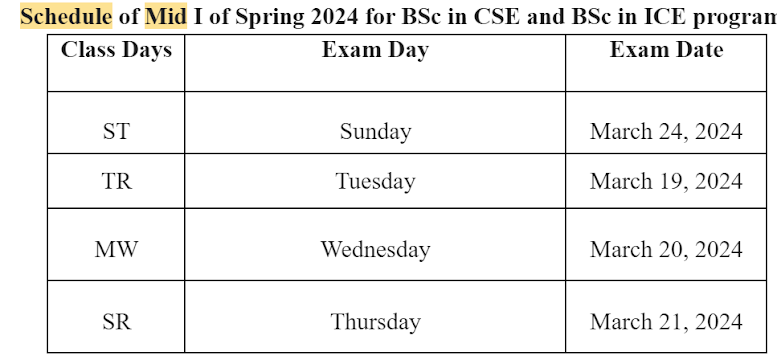 Schedule of Mid I of Spring 2024 for BSc in CSE and BSc in ICE program
Class Days Exam Day Exam Date
ST Sunday March 24, 2024
TR Tuesday March 19, 2024
MW Wednesday March 20, 2024
SR Thursday March 21, 2024